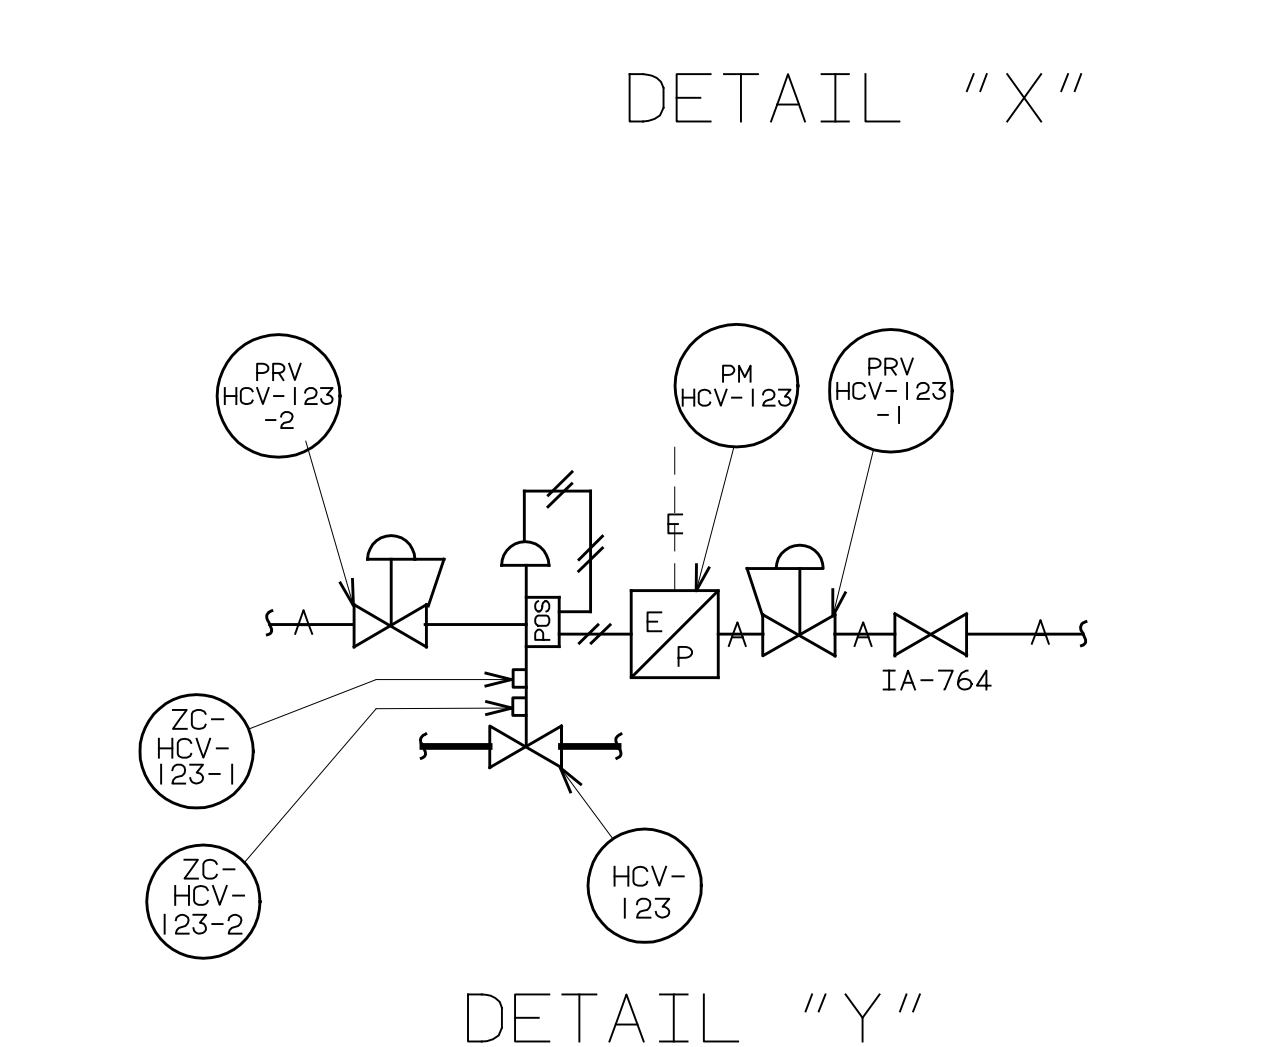 DETAIL "X"
PRV
HCV-123
-2
PM
HCV-123
PRV
HCV-123
-1
E
POS
E
P
A
A
A
A
IA-764
ZC-
HCV-
123-1
ZC-
HCV-
123-2
HCV-
123
DETAIL "Y"